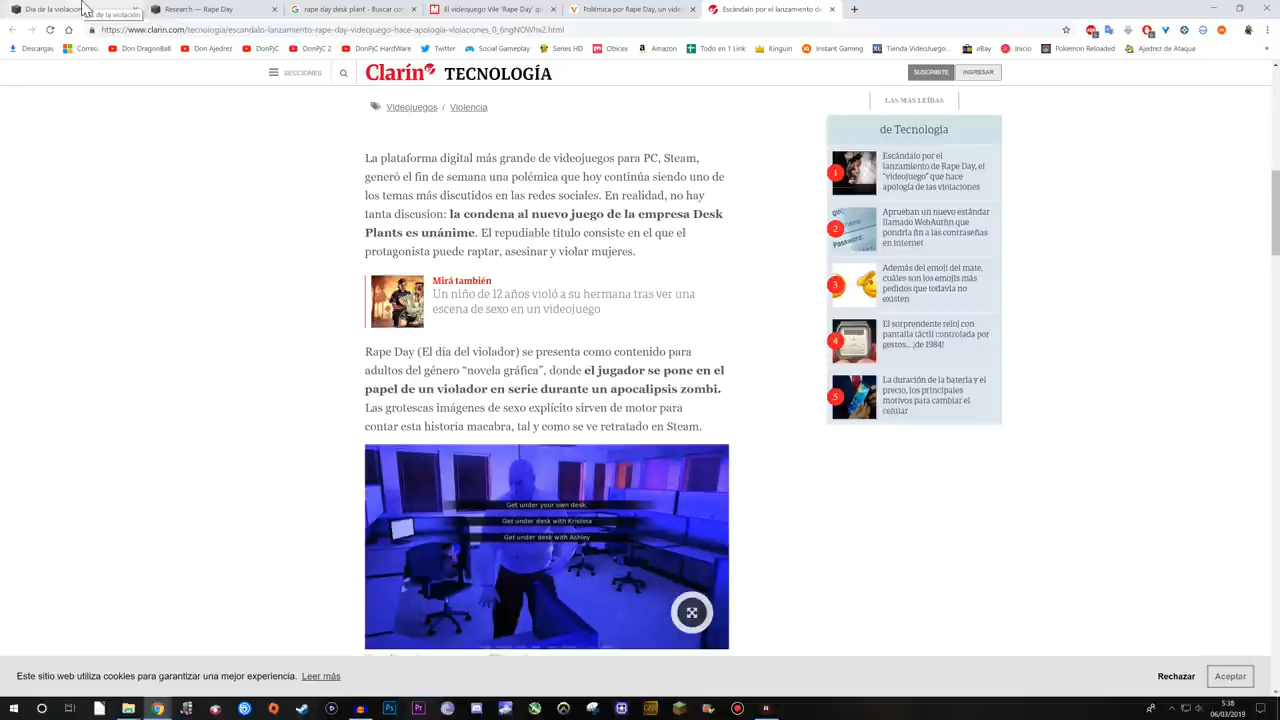 Día de la violación
Research — Rape Day
rape day desk plant - Buscar con
El videojuego Vile 'Rape Day' qu
Polémica por Rape Day, un vide
Escándalo por el lanzamiento de
de la violación
https://www.clarin.com/tecnologia/escandalo-lanzamiento-rape-day-videojuego-hace-apologia-violaciones_0_6ngNOWhx2.html
Descargas
Correo
Don DragonBall
Don Ajedrez
DonPjC
DonPjC 2
DonPjC HardWare
Twitter
Social Gameplay
Series HD
Obicex
Amazon
Todo en 1 Link
Kinguin
Instant Gaming
Tienda VideoJuego...
eBay
Inicio
Pokemon Reloaded
Ajedrez de Ataque
SECCIONES
Clarín TECNOLOGÍA
SUSCRIBITE
INGRESAR
Videojuegos / Violencia
La plataforma digital más grande de videojuegos para PC, Steam,
generó el fin de semana una polémica que hoy continúa siendo uno de
los temas más discutidos en las redes sociales. En realidad, no hay
tanta discusión: la condena al nuevo juego de la empresa Desk
Plants es unánime. El repudiable título consiste en el que el
protagonista puede raptar, asesinar y violar mujeres.
Mirá también
Un niño de 12 años violó a su hermana tras ver una
escena de sexo en un videojuego
Rape Day (El día del violador) se presenta como contenido para
adultos del género “novela gráfica”, donde el jugador se pone en el
papel de un violador en serie durante un apocalipsis zombi.
Las grotescas imágenes de sexo explícito sirven de motor para
contar esta historia macabra, tal y como se ve retratado en Steam.
Get under your own desk.
Get under desk with Kristina
Get under desk with Ashley
LAS MÁS LEÍDAS
de Tecnología
1
Escándalo por el
lanzamiento de Rape Day, el
“videojuego” que hace
apología de las violaciones
2
Aprueban un nuevo estándar
llamado WebAuthn que
pondría fin a las contraseñas
en internet
3
Además del emoji del mate,
cuáles son los emojis más
pedidos que todavía no
existen
4
El sorprendente reloj con
pantalla táctil controlada por
gestos... ¡de 1984!
5
La duración de la batería y el
precio, los principales
motivos para cambiar el
celular
Este sitio web utiliza cookies para garantizar una mejor experiencia. Leer más
Rechazar
Aceptar
5:38
06/03/2019